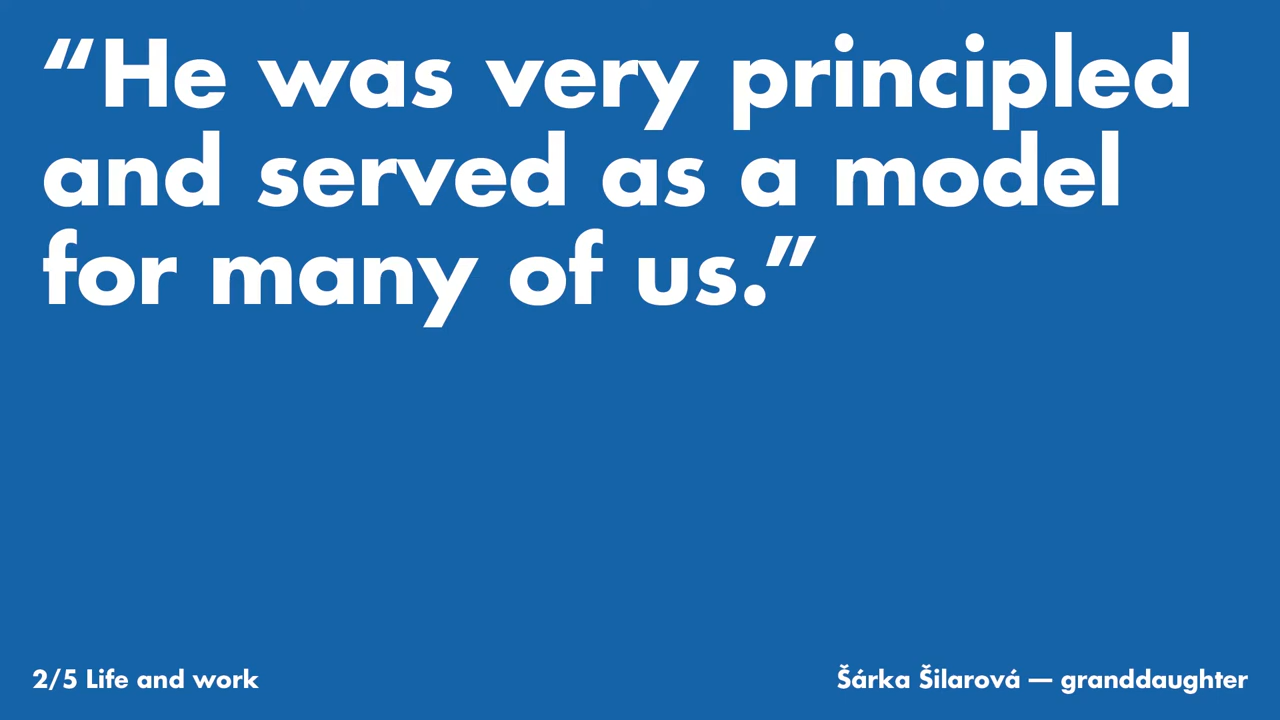 “He was very principled
and served as a model
for many of us.”
2/5 Life and work
Šárka Šilarová — granddaughter